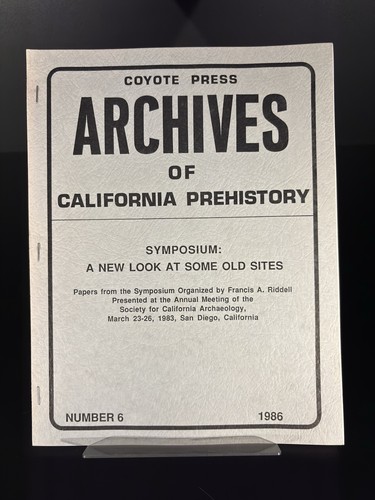 COYOTE PRESS
ARCHIVES
OF
CALIFORNIA PREHISTORY
SYMPOSIUM:
A NEW LOOK AT SOME OLD SITES
Papers from the Symposium Organized by Francis A. Riddell
Presented at the Annual Meeting of the
Society for California Archaeology,
March 23-26, 1983, San Diego, California
NUMBER 6 1986